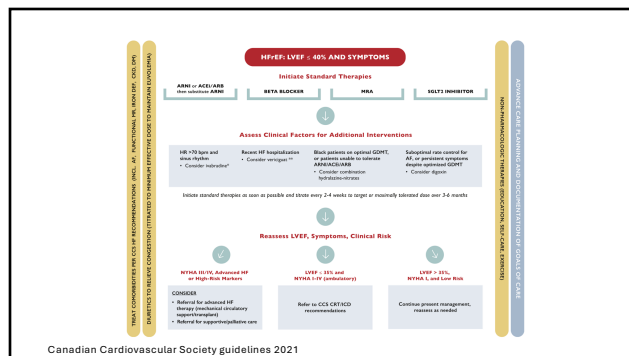 TREAT COMORBIDITIES PER CCS HF RECOMMENDATIONS (INCL. AF, FUNCTIONAL MR, IRON DEF, CKD, DM)
DIURETICS TO RELIEVE CONGESTION (TITRATED TO MINIMUM EFFECTIVE DOSE TO MAINTAIN EUVOLEMIA)
HFrEF: LVEF ≤ 40% AND SYMPTOMS
Initiate Standard Therapies
ARNI or ACEI/ARB
then substitute ARNI
BETA BLOCKER
MRA
SGLT2 INHIBITOR
Assess Clinical Factors for Additional Interventions
HR >70 bpm and
sinus rhythm
• Consider ivabradine*
Recent HF hospitalization
• Consider vericiguat **
Black patients on optimal GDMT,
or patients unable to tolerate
ARNI/ACEI/ARB
• Consider combination
hydralazine-nitrates
Suboptimal rate control for
AF, or persistent symptoms
despite optimized GDMT
• Consider digoxin
Initiate standard therapies as soon as possible and titrate every 2-4 weeks to target or maximally tolerated dose over 3-6 months
Reassess LVEF, Symptoms, Clinical Risk
NYHA III/IV, Advanced HF
or High-Risk Markers
CONSIDER
• Referral for advanced HF
therapy (mechanical circulatory
support/transplant)
• Referral for supportive/palliative care
LVEF ≤ 35% and
NYHA I-IV (ambulatory)
Refer to CCS CRT/ICD
recommendations
LVEF > 35%,
NYHA I, and Low Risk
Continue present management,
reassess as needed
NON-PHARMACOLOGIC THERAPIES (EDUCATION, SELF-CARE, EXERCISE)
ADVANCE CARE PLANNING AND DOCUMENTATION OF GOALS OF CARE
Canadian Cardiovascular Society guidelines 2021